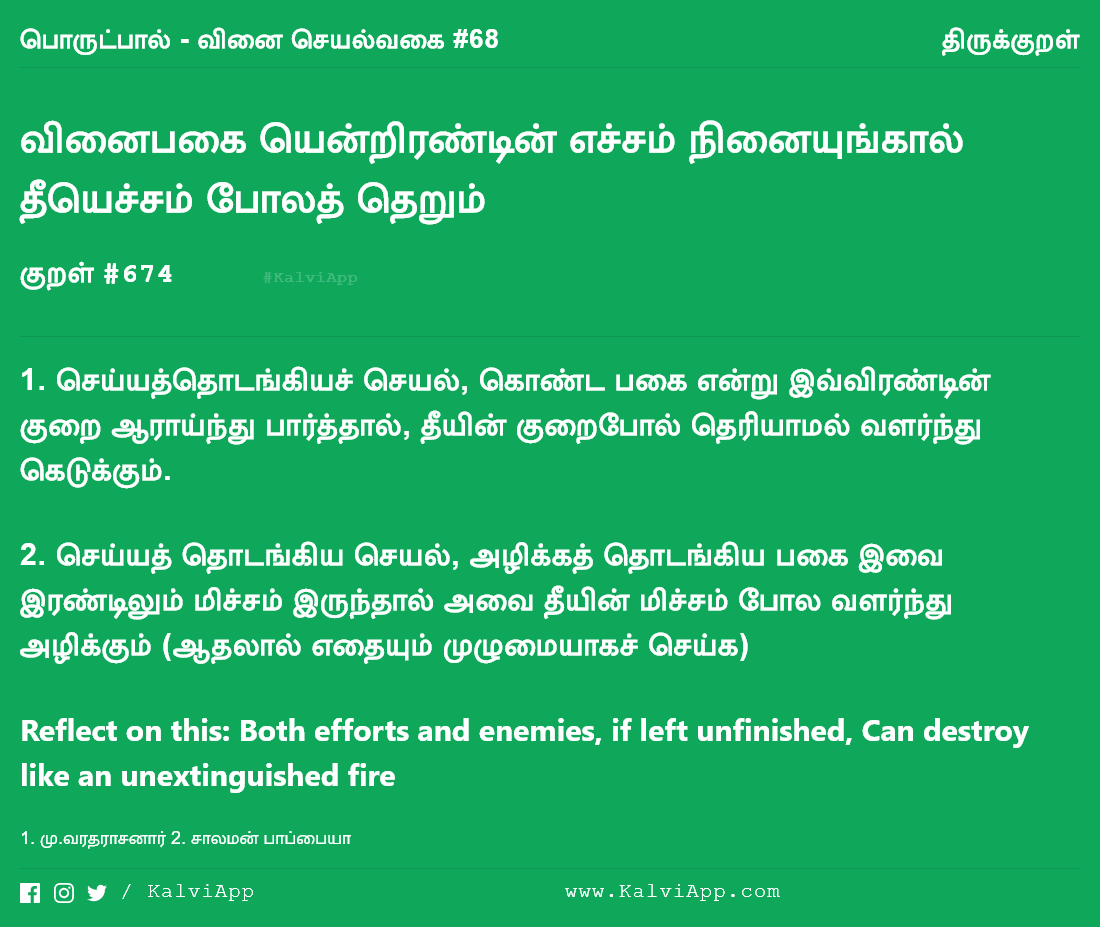 பொருட்பால் - வினை செயல்வகை #68
திருக்குறள்
வினைபகை யென்றிரண்டின் எச்சம் நினையுங்கால்
தீயெச்சம் போலத் தெறும்
குறள் #674
#KalviApp
1. செய்யத்தொடங்கியச் செயல், கொண்ட பகை என்று இவ்விரண்டின்
குறை ஆராய்ந்து பார்த்தால், தீயின் குறைபோல் தெரியாமல் வளர்ந்து
கெடுக்கும்.
2. செய்யத் தொடங்கிய செயல், அழிக்கத் தொடங்கிய பகை இவை
இரண்டிலும் மிச்சம் இருந்தால் அவை தீயின் மிச்சம் போல வளர்ந்து
அழிக்கும் (ஆதலால் எதையும் முழுமையாகச் செய்க)
Reflect on this: Both efforts and enemies, if left unfinished, Can destroy
like an unextinguished fire
1. மு.வரதராசனார் 2. சாலமன் பாப்பையா
/ KalviApp
www.KalviApp.com